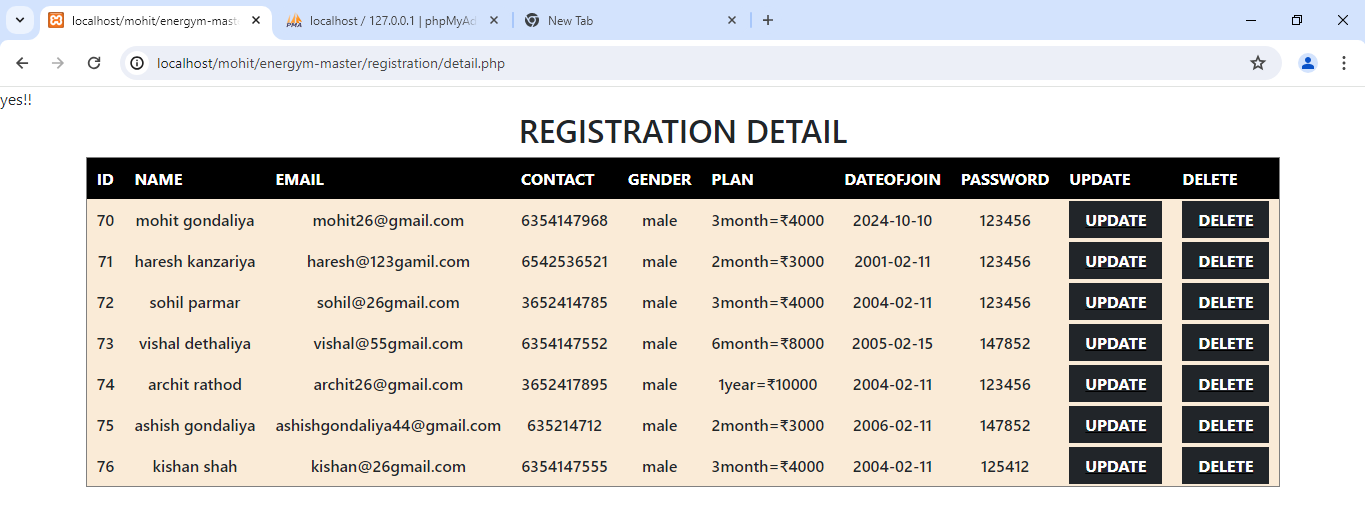 localhost/mohit/energym-mast
localhost / 127.0.0.1 | phpMyAd
New Tab
localhost/mohit/energym-master/registration/detail.php
yes!!
REGISTRATION DETAIL
ID NAME EMAIL CONTACT GENDER PLAN DATEOFJOIN PASSWORD UPDATE DELETE
70 mohit gondaliya mohit26@gmail.com 6354147968 male 3month=₹4000 2024-10-10 123456 UPDATE DELETE
71 haresh kanzariya haresh@123gamil.com 6542536521 male 2month=₹3000 2001-02-11 123456 UPDATE DELETE
72 sohil parmar sohil@26gmail.com 3652414785 male 3month=₹4000 2004-02-11 123456 UPDATE DELETE
73 vishal dethaliya vishal@55gmail.com 6354147552 male 6month=₹8000 2005-02-15 147852 UPDATE DELETE
74 archit rathod archit26@gmail.com 3652417895 male 1year=₹10000 2004-02-11 123456 UPDATE DELETE
75 ashish gondaliya ashishgondaliya44@gmail.com 635214712 male 2month=₹3000 2006-02-11 147852 UPDATE DELETE
76 kishan shah kishan@26gmail.com 6354147555 male 3month=₹4000 2004-02-11 125412 UPDATE DELETE